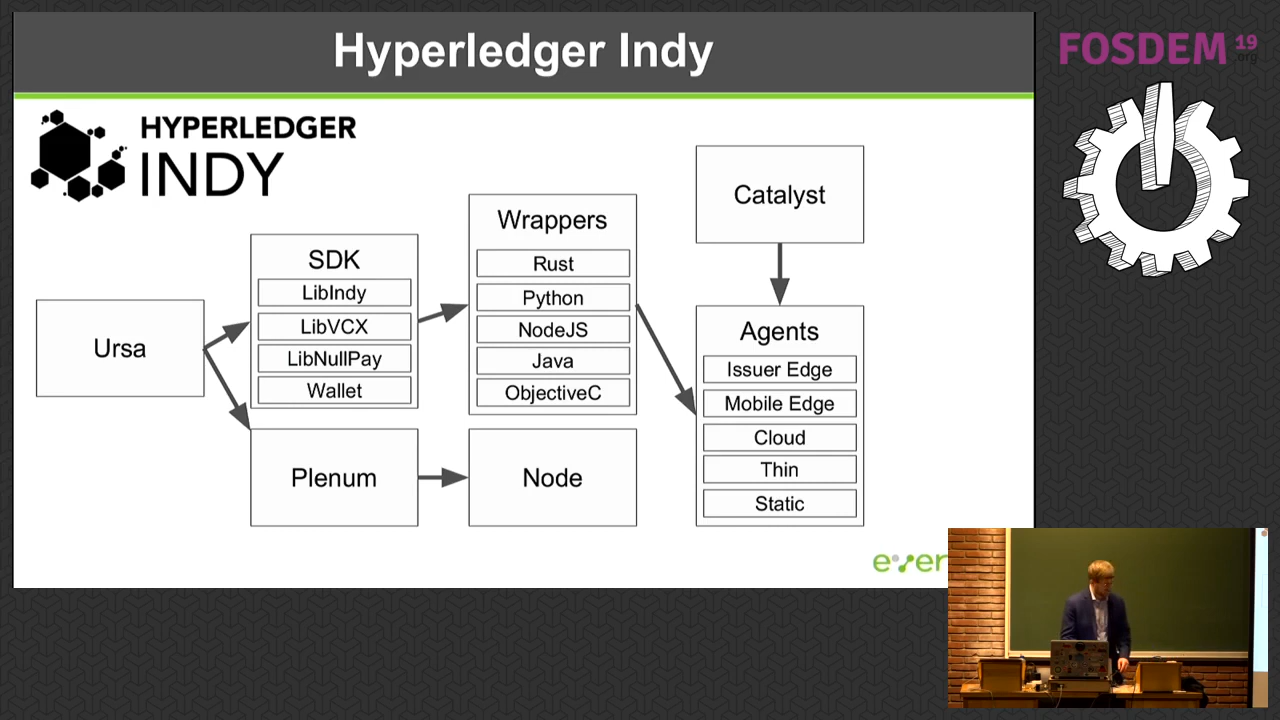 Hyperledger Indy
FOSDEM 19
.org
HYPERLEDGER
INDY
Catalyst
Wrappers
Rust
Python
NodeJS
Java
ObjectiveC
SDK
LibIndy
LibVCX
LibNullPay
Wallet
Ursa
Agents
Issuer Edge
Mobile Edge
Cloud
Thin
Static
Plenum
Node